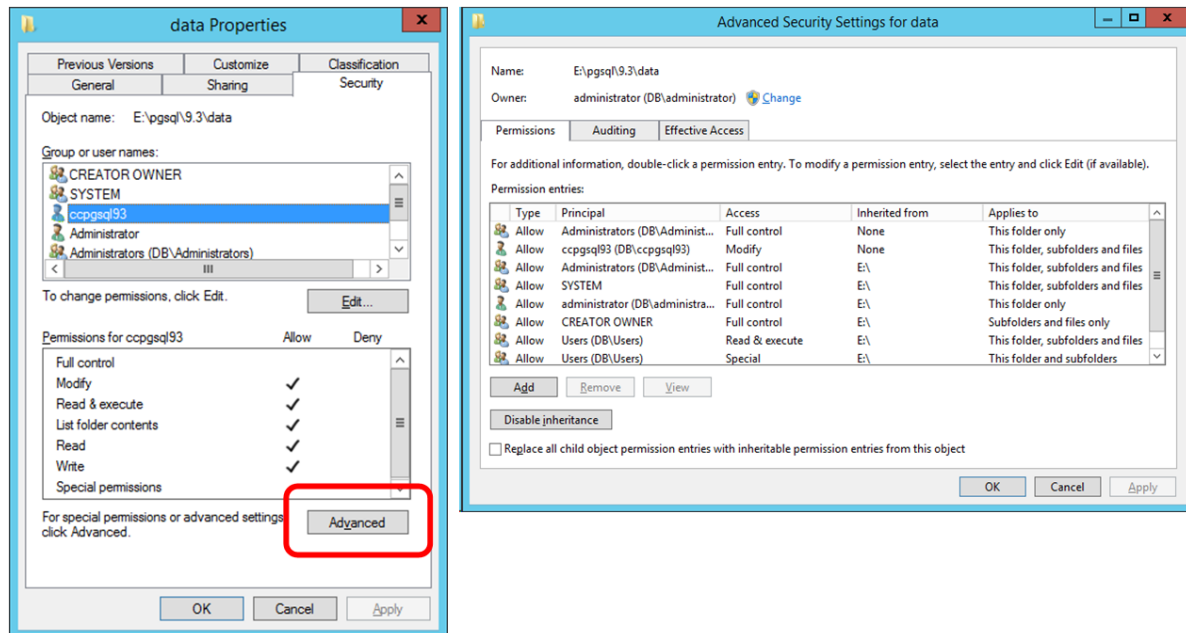 data Properties
x
Previous Versions Customize Classification
General Sharing Security
Object name: E:\pgsql\9.3\data
Group or user names:
CREATOR OWNER
SYSTEM
ccpgsql93
Administrator
Administrators (DB\Administrators)
To change permissions, click Edit.
Edit...
Permissions for ccpgsql93 Allow Deny
Full control
Modify
Read & execute
List folder contents
Read
Write
Special permissions
For special permissions or advanced settings
click Advanced.
Advanced
OK Cancel Apply
Advanced Security Settings for data
x
Name: E:\pgsql\9.3\data
Owner: administrator (DB\administrator) Change
Permissions Auditing Effective Access
For additional information, double-click a permission entry. To modify a permission entry, select the entry and click Edit (if available).
Permission entries:
Type Principal Access Inherited from Applies to
Allow Administrators (DB\Administ... Full control None This folder only
Allow ccpgsql93 (DB\ccpgsql93) Modify None This folder, subfolders and files
Allow Administrators (DB\Administ... Full control E:\ This folder, subfolders and files
Allow SYSTEM Full control E:\ This folder, subfolders and files
Allow administrator (DB\administra... Full control E:\ This folder only
Allow CREATOR OWNER Full control E:\ Subfolders and files only
Allow Users (DB\Users) Read & execute E:\ This folder, subfolders and files
Allow Users (DB\Users) Special E:\ This folder and subfolders
Add Remove View
Disable inheritance
Replace all child object permission entries with inheritable permission entries from this object
OK Cancel Apply